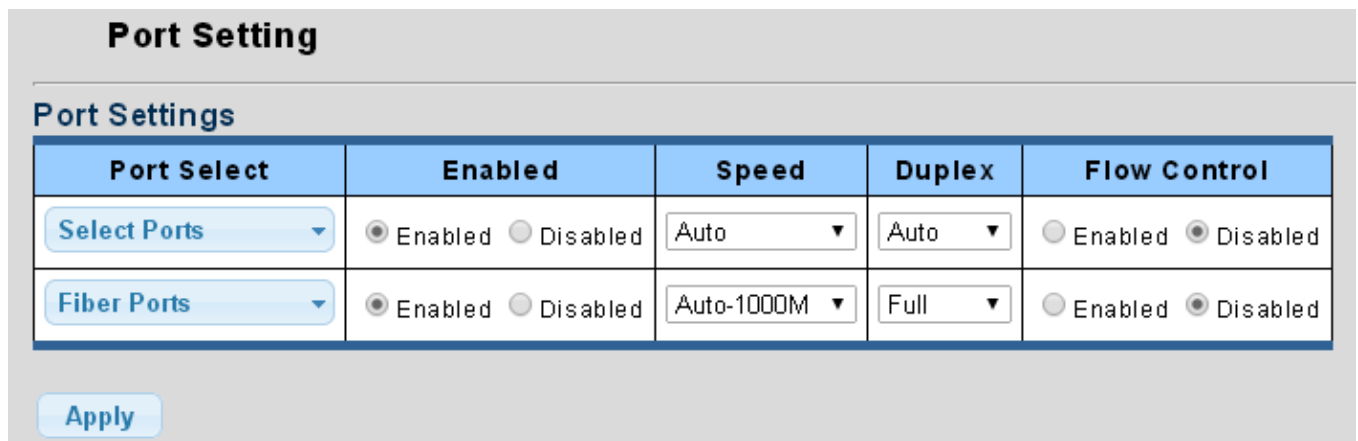 Port Setting
Port Settings
Port Select Enabled Speed Duplex Flow Control
Select Ports Enabled Disabled Auto Auto Enabled Disabled
Fiber Ports Enabled Disabled Auto-1000M Full Enabled Disabled
Apply